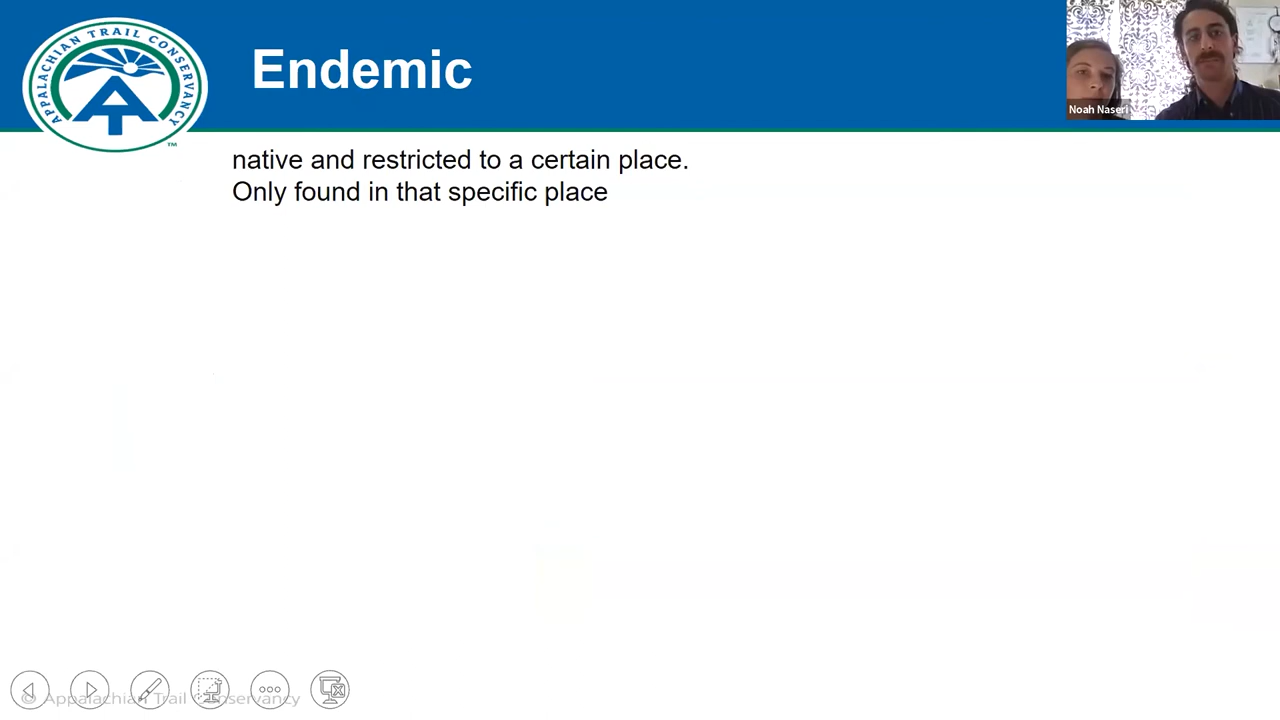 APPALACHIAN TRAIL CONSERVANCY
TM
Endemic
Noah Naseri
native and restricted to a certain place.
Only found in that specific place
© Appalachian Trail Conservancy